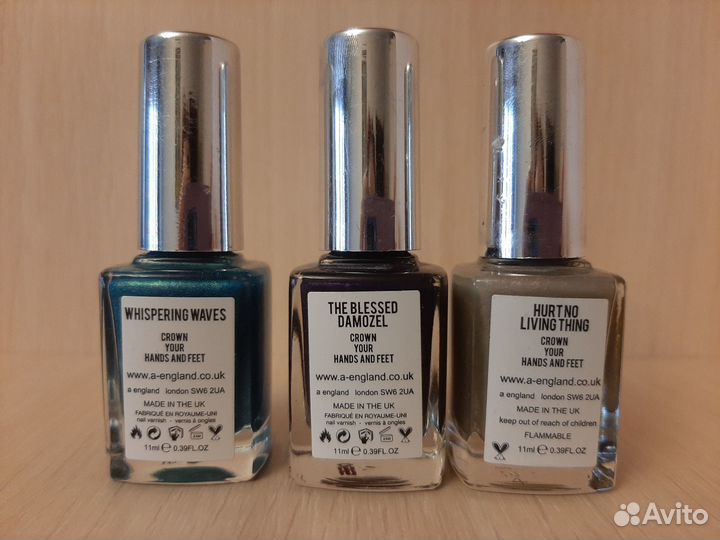 WHISPERING WAVES
CROWN
YOUR
HANDS AND FEET
www.a-england.co.uk
a england london SW6 2UA
MADE IN THE UK
FABRIQUÉ EN ROYAUME-UNI
nail varnish - vernis à ongles
11ml e 0.39FL.OZ
THE BLESSED
DAMOZEL
CROWN
YOUR
HANDS AND FEET
www.a-england.co.uk
a england london SW6 2UA
MADE IN THE UK
FABRIQUÉ EN ROYAUME-UNI
nail varnish - vernis à ongles
11ml e 0.39FL.OZ
HURT NO
LIVING THING
CROWN
YOUR
HANDS AND FEET
www.a-england.co.uk
a england london SW6 2UA
MADE IN THE UK
keep out of reach of children
FLAMMABLE
11ml e 0.39FL.OZ
Avito